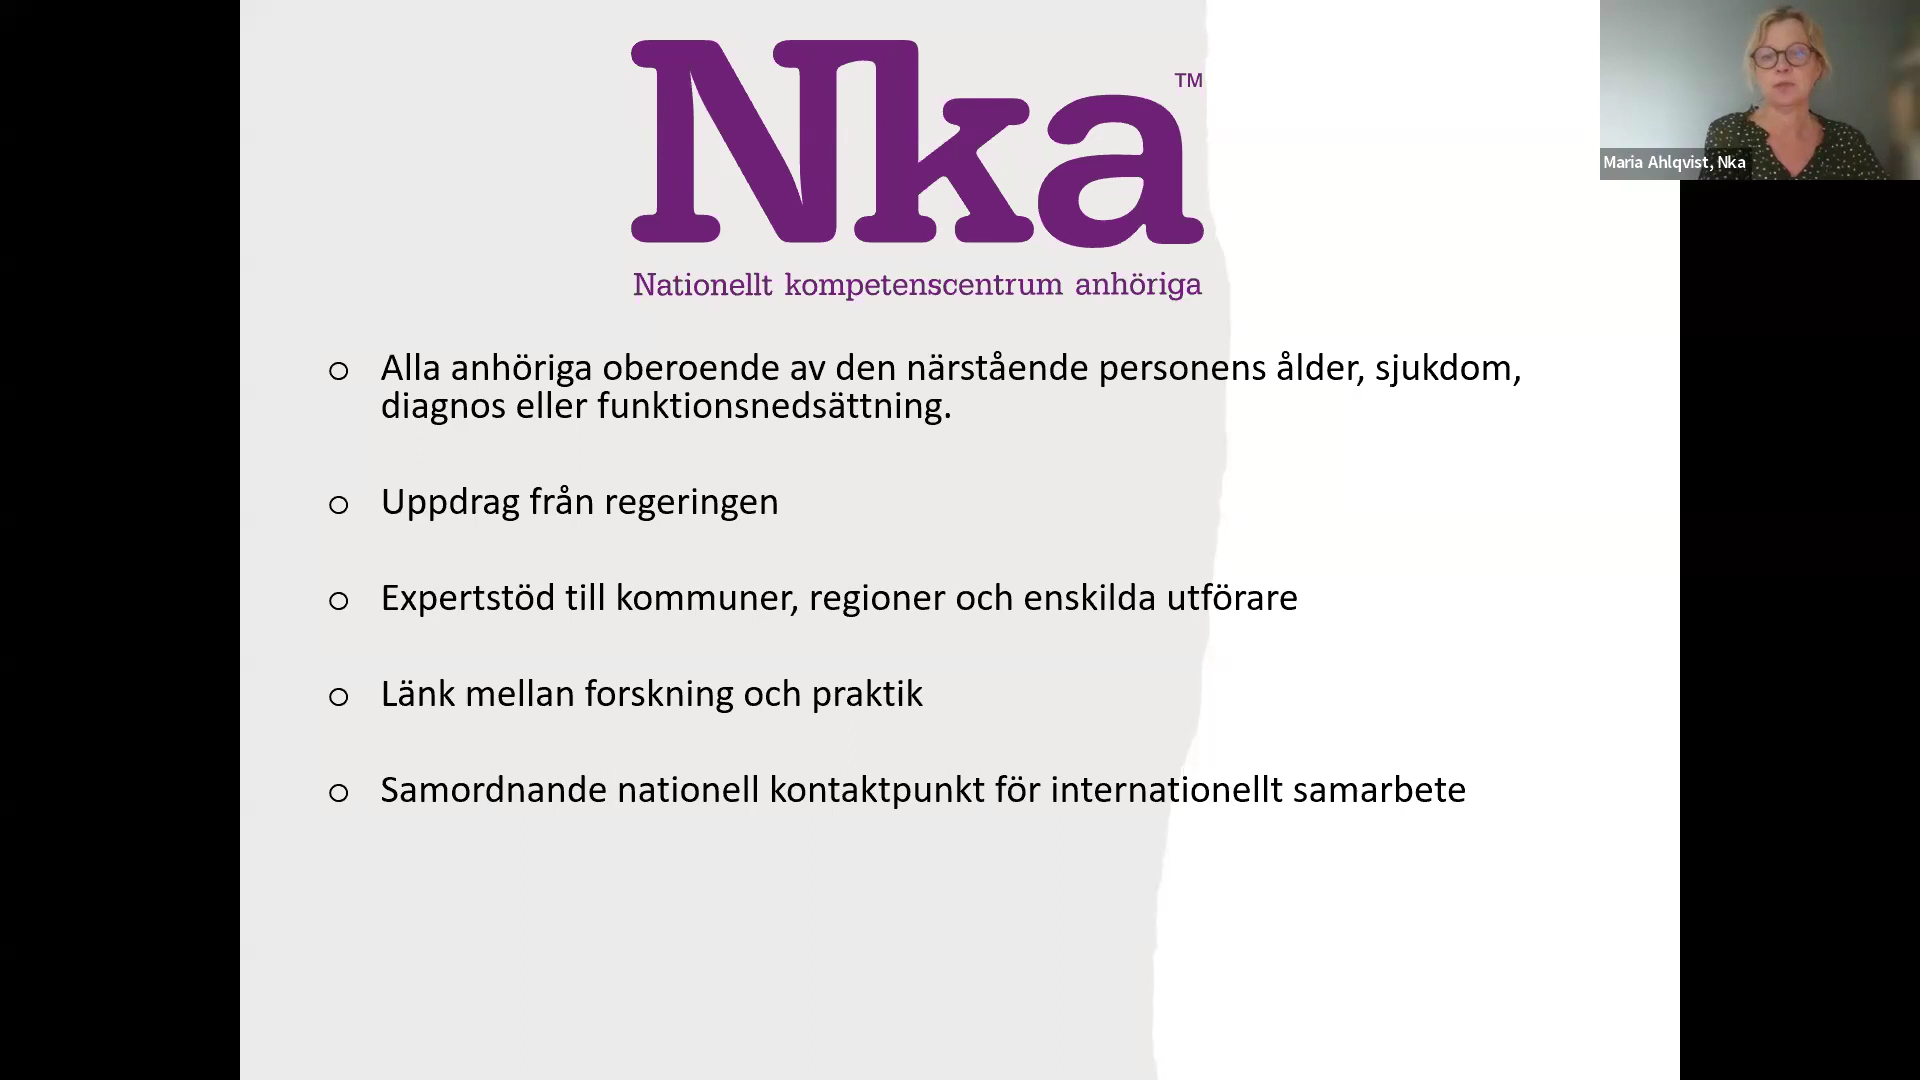 Nka
TM
Nationellt kompetenscentrum anhöriga
Maria Ahlqvist, Nka
o Alla anhöriga oberoende av den närstående personens ålder, sjukdom,
diagnos eller funktionsnedsättning.
o Uppdrag från regeringen
o Expertstöd till kommuner, regioner och enskilda utförare
o Länk mellan forskning och praktik
o Samordnande nationell kontaktpunkt för internationellt samarbete